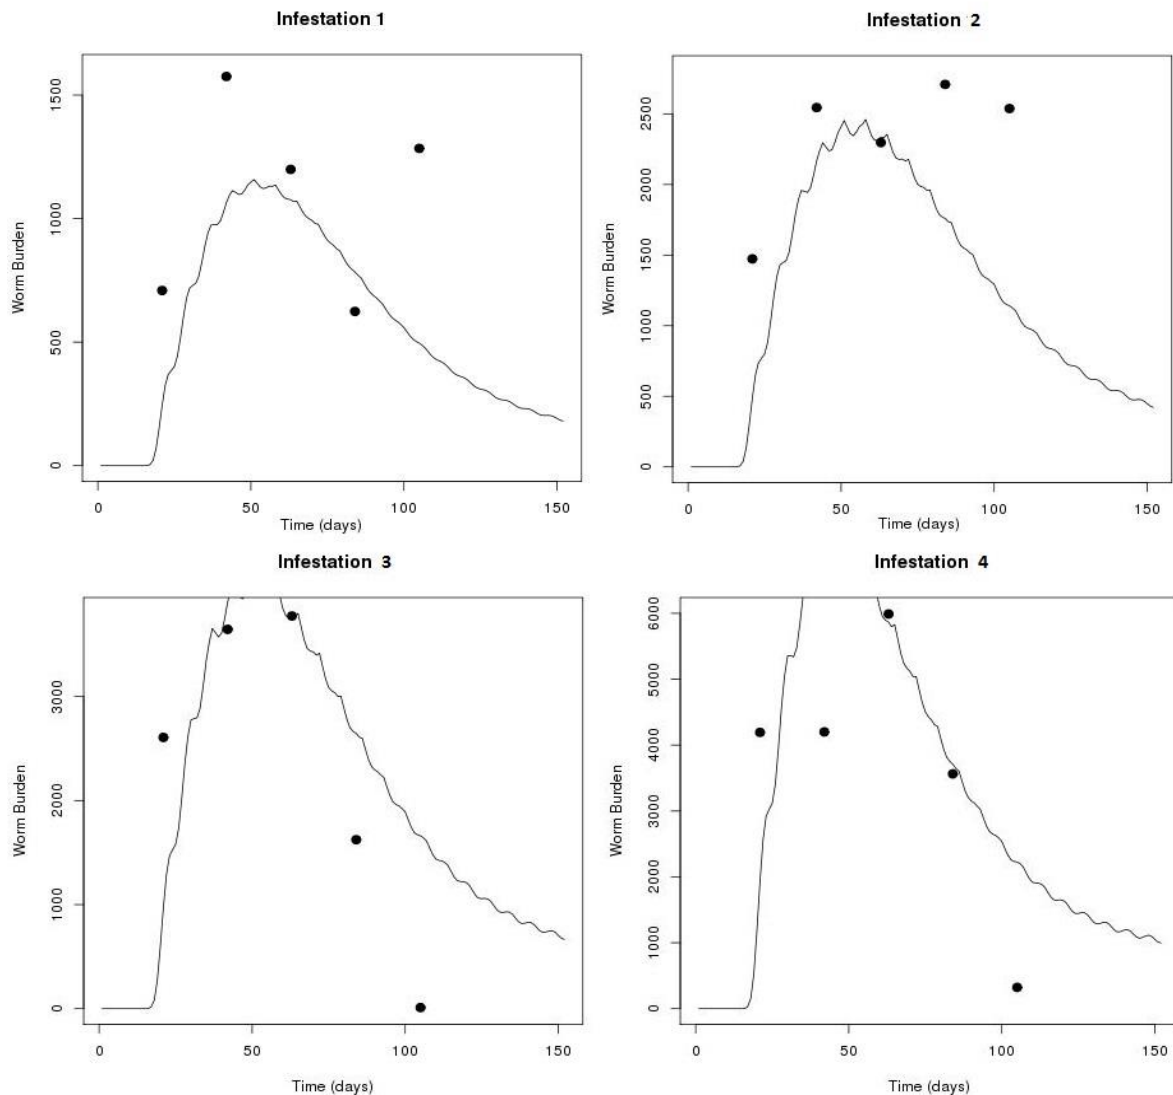 Infestation 1
Worm Burden
1500
1000
500
0
0 50 100 150
Time (days)
Infestation 2
Worm Burden
2500
2000
1500
1000
500
0
0 50 100 150
Time (days)
Infestation 3
Worm Burden
3000
2000
1000
0
0 50 100 150
Time (days)
Infestation 4
Worm Burden
6000
5000
4000
3000
2000
1000
0
0 50 100 150
Time (days)